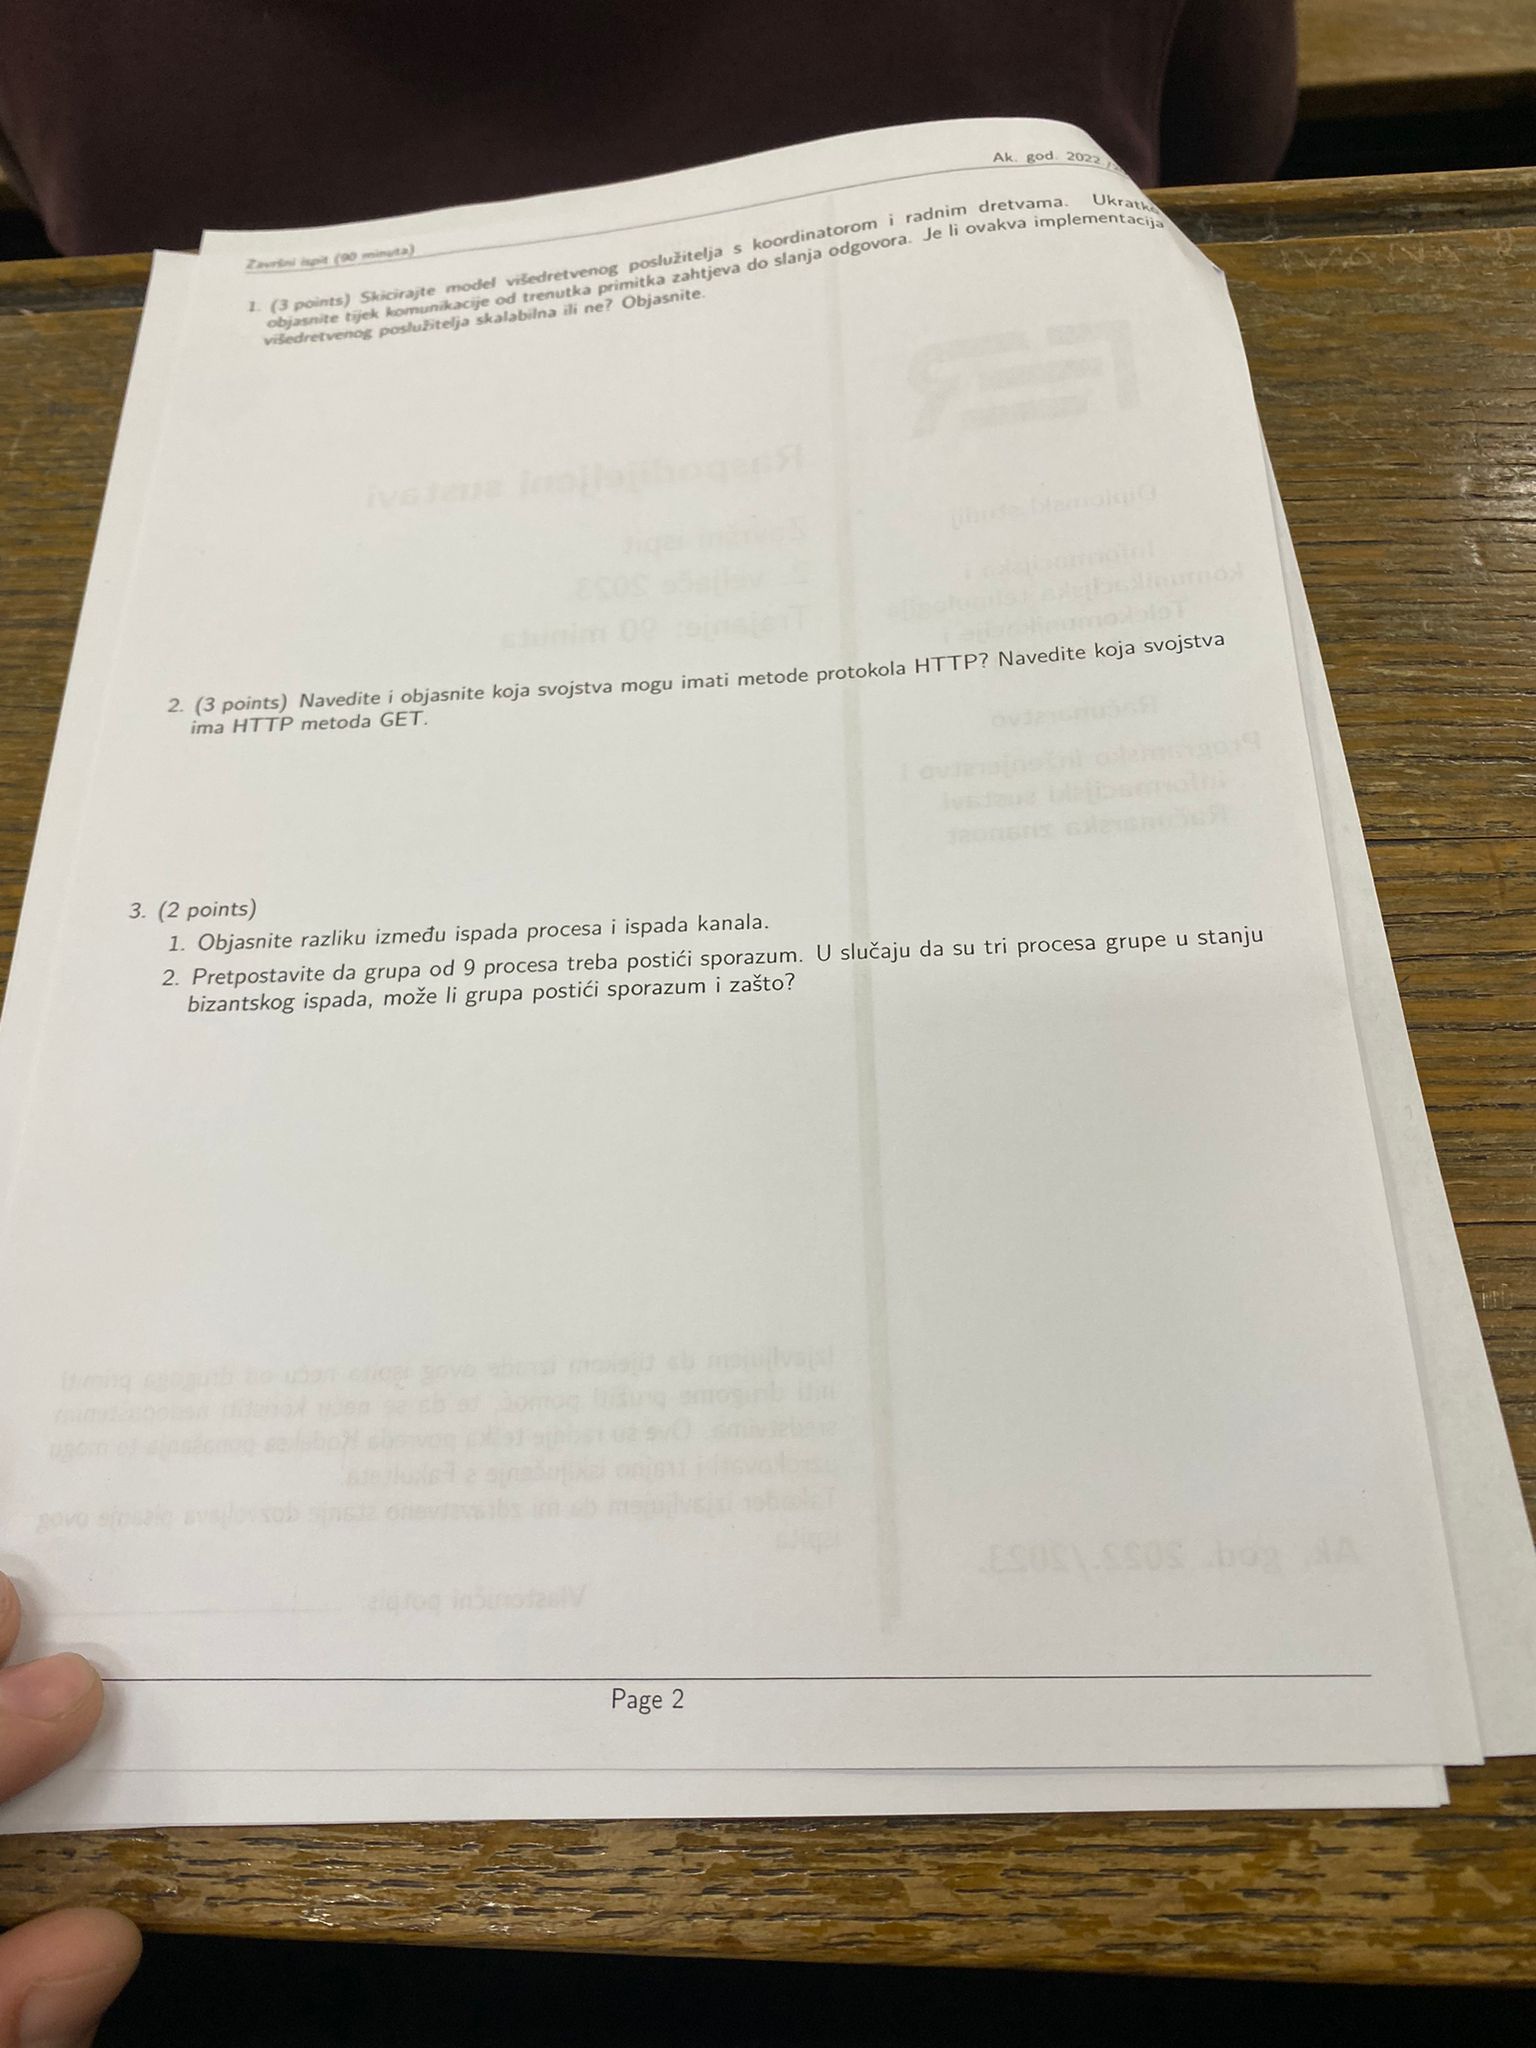 Završni ispit (90 minuta)
Ak. god. 2022
1. (3 points) Skicirajte model višedretvenog poslužitelja s koordinatorom i radnim dretvama. Ukratko
objasnite tijek komunikacije od trenutka primitka zahtjeva do slanja odgovora. Je li ovakva implementacija
višedretvenog poslužitelja skalabilna ili ne? Objasnite.
2. (3 points) Navedite i objasnite koja svojstva mogu imati metode protokola HTTP? Navedite koja svojstva
ima HTTP metoda GET.
3. (2 points)
1. Objasnite razliku između ispada procesa i ispada kanala.
2. Pretpostavite da grupa od 9 procesa treba postići sporazum. U slučaju da su tri procesa grupe u stanju
bizantskog ispada, može li grupa postići sporazum i zašto?
Page 2